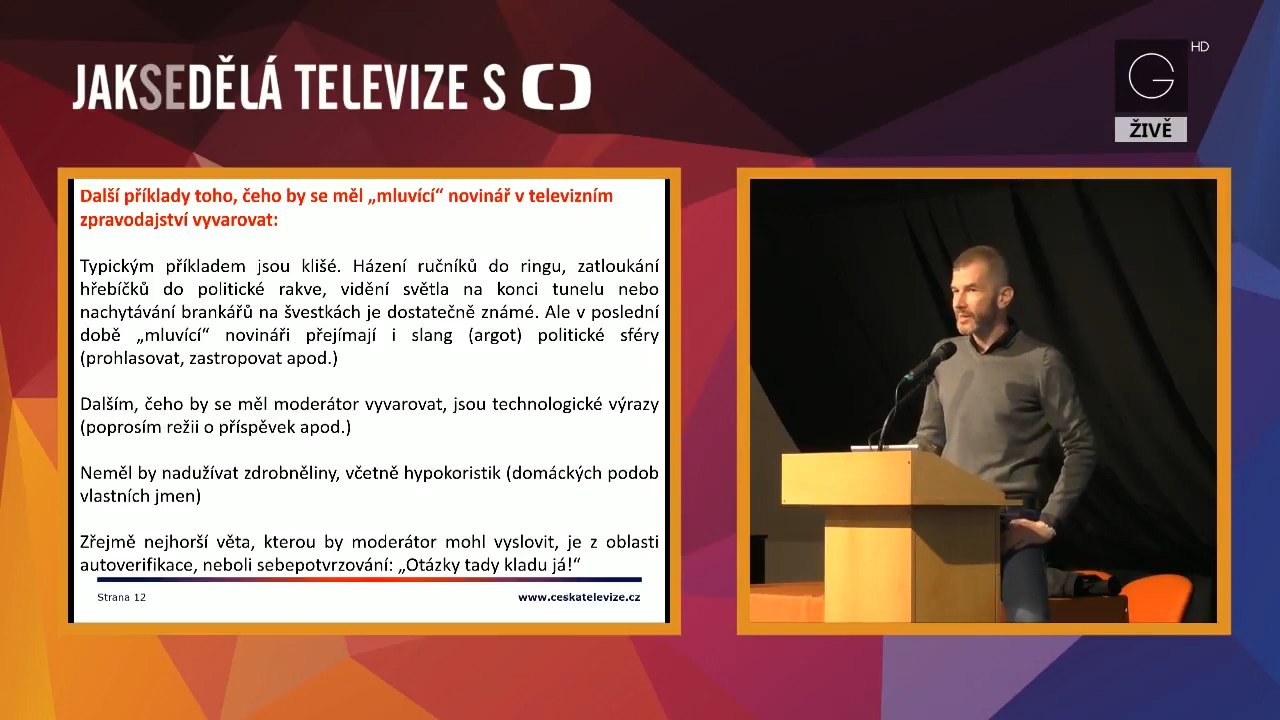 JAKSEDĚLÁ TELEVIZE S
HD
G
ŽIVĚ
Další příklady toho, čeho by se měl „mluvící“ novinář v televizním
zpravodajství vyvarovat:
Typickým příkladem jsou klišé. Házení ručníků do ringu, zatloukání
hřebíčků do politické rakve, vidění světla na konci tunelu nebo
nachytávání brankářů na švestkách je dostatečně známé. Ale v poslední
době „mluvící“ novináři přejímají i slang (argot) politické sféry
(prohlasovat, zastropovat apod.)
Dalším, čeho by se měl moderátor vyvarovat, jsou technologické výrazy
(poprosím režii o příspěvek apod.)
Neměl by nadužívat zdrobněliny, včetně hypokoristik (domáckých podob
vlastních jmen)
Zřejmě nejhorší věta, kterou by moderátor mohl vyslovit, je z oblasti
autoverifikace, neboli sebepotvrzování: „Otázky tady kladu já!“
Strana 12
www.ceskatelevize.cz